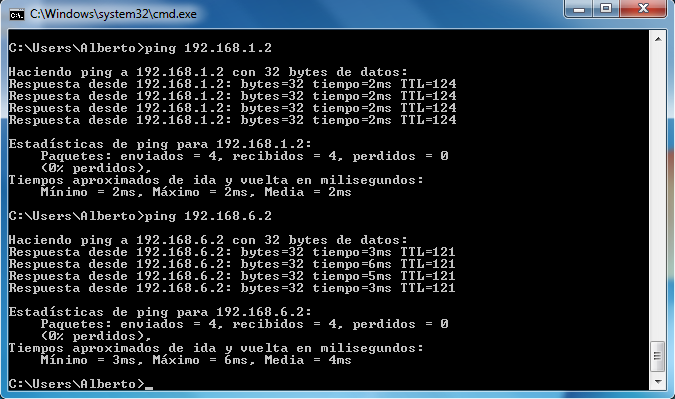 C:\Windows\system32\cmd.exe
C:\Users\Alberto>ping 192.168.1.2
Haciendo ping a 192.168.1.2 con 32 bytes de datos:
Respuesta desde 192.168.1.2: bytes=32 tiempo=2ms TTL=124
Respuesta desde 192.168.1.2: bytes=32 tiempo=2ms TTL=124
Respuesta desde 192.168.1.2: bytes=32 tiempo=2ms TTL=124
Respuesta desde 192.168.1.2: bytes=32 tiempo=2ms TTL=124
Estadísticas de ping para 192.168.1.2:
Paquetes: enviados = 4, recibidos = 4, perdidos = 0
(0% perdidos),
Tiempos aproximados de ida y vuelta en milisegundos:
Mínimo = 2ms, Máximo = 2ms, Media = 2ms
C:\Users\Alberto>ping 192.168.6.2
Haciendo ping a 192.168.6.2 con 32 bytes de datos:
Respuesta desde 192.168.6.2: bytes=32 tiempo=3ms TTL=121
Respuesta desde 192.168.6.2: bytes=32 tiempo=6ms TTL=121
Respuesta desde 192.168.6.2: bytes=32 tiempo=5ms TTL=121
Respuesta desde 192.168.6.2: bytes=32 tiempo=3ms TTL=121
Estadísticas de ping para 192.168.6.2:
Paquetes: enviados = 4, recibidos = 4, perdidos = 0
(0% perdidos),
Tiempos aproximados de ida y vuelta en milisegundos:
Mínimo = 3ms, Máximo = 6ms, Media = 4ms
C:\Users\Alberto>_